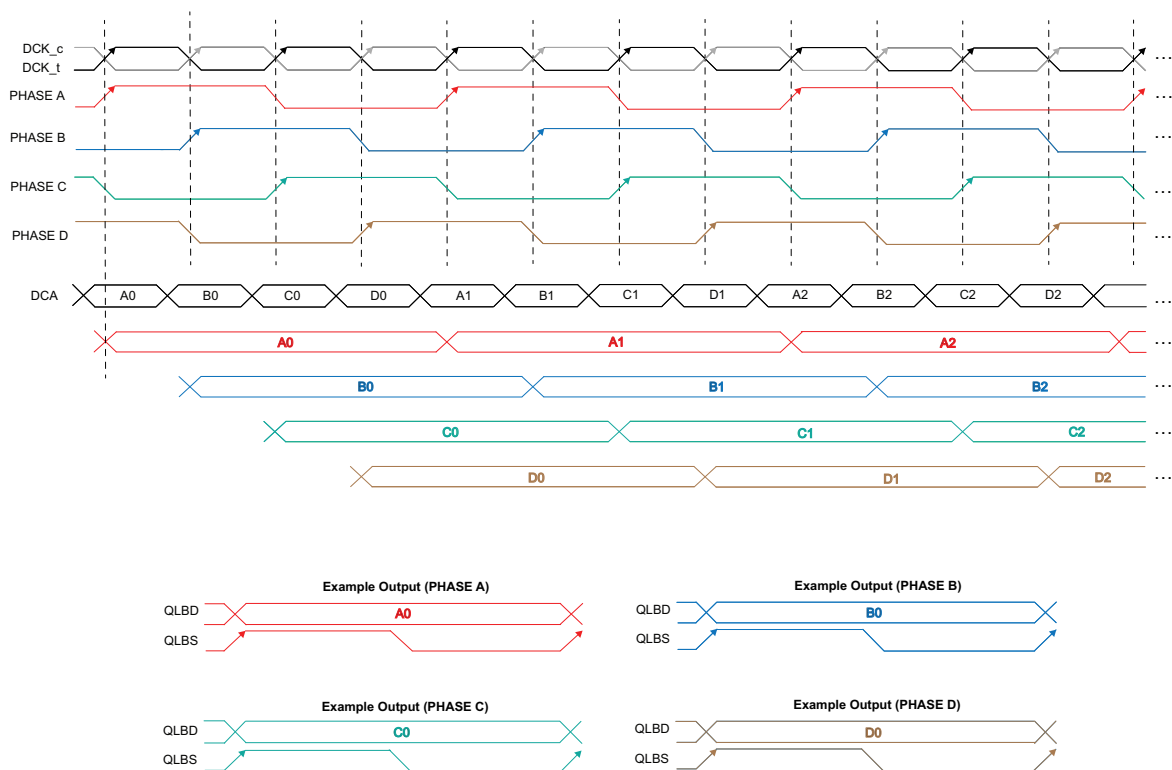 DCK_c
DCK_t
...
PHASE A
...
PHASE B
...
PHASE C
...
PHASE D
...
DCA A0 B0 C0 D0 A1 B1 C1 D1 A2 B2 C2 D2 ...
A0 A1 A2 ...
B0 B1 B2 ...
C0 C1 C2 ...
D0 D1 D2 ...
Example Output (PHASE A)
QLBD A0
QLBS
Example Output (PHASE B)
QLBD B0
QLBS
Example Output (PHASE C)
QLBD C0
QLBS
Example Output (PHASE D)
QLBD D0
QLBS